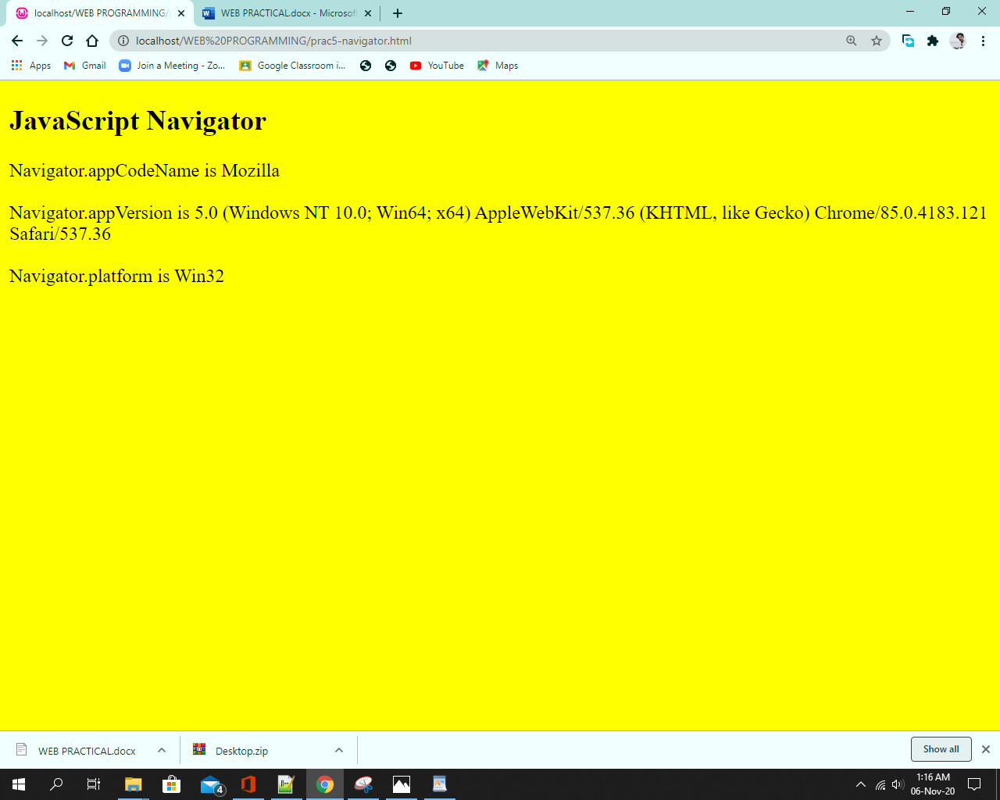 localhost/WEB PROGRAMMING/
WEB PRACTICAL.docx - Microsof
localhost/WEB%20PROGRAMMING/prac5-navigator.html
Apps
Gmail
Join a Meeting - Zo...
Google Classroom i...
YouTube
Maps
JavaScript Navigator
Navigator.appCodeName is Mozilla
Navigator.appVersion is 5.0 (Windows NT 10.0; Win64; x64) AppleWebKit/537.36 (KHTML, like Gecko) Chrome/85.0.4183.121
Safari/537.36
Navigator.platform is Win32
WEB PRACTICAL.docx
Desktop.zip
Show all
4
1:16 AM
06-Nov-20